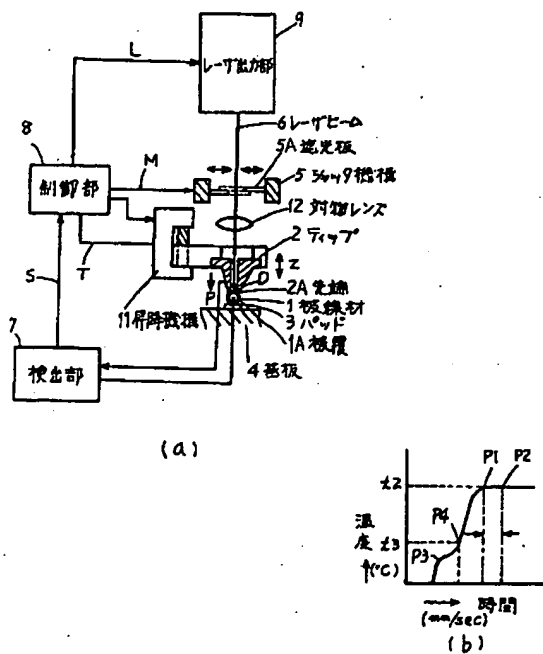 9
レーザ出力部
L
6 レーザビーム
5A 遮光板
5 シャッタ機構
8
制御部
M
12 対物レンズ
2 ティップ
Z
D
2A 先端
1 被線材
3 パッド
1A 被覆
4 基板
P
11 昇降機構
T
S
7
検出部
(a)
P1
P2
t2
P4
温度
t3
P3
(℃)
時間
(mm/sec)
(b)